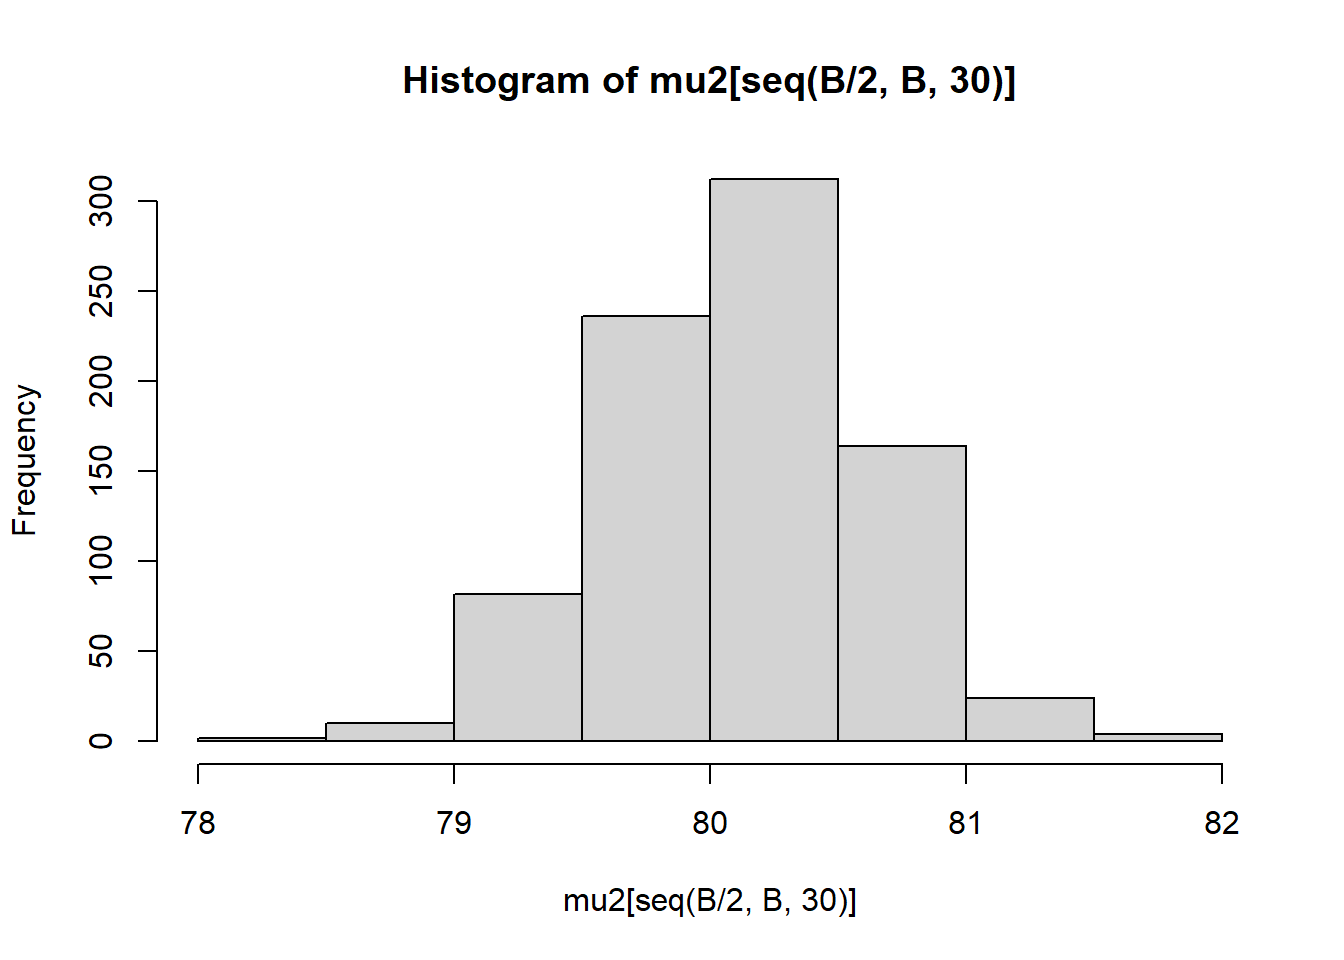 Histogram of mu2[seq(B/2, B, 30)]
Frequency
300
250
200
150
100
50
0
78 79 80 81 82
mu2[seq(B/2, B, 30)]